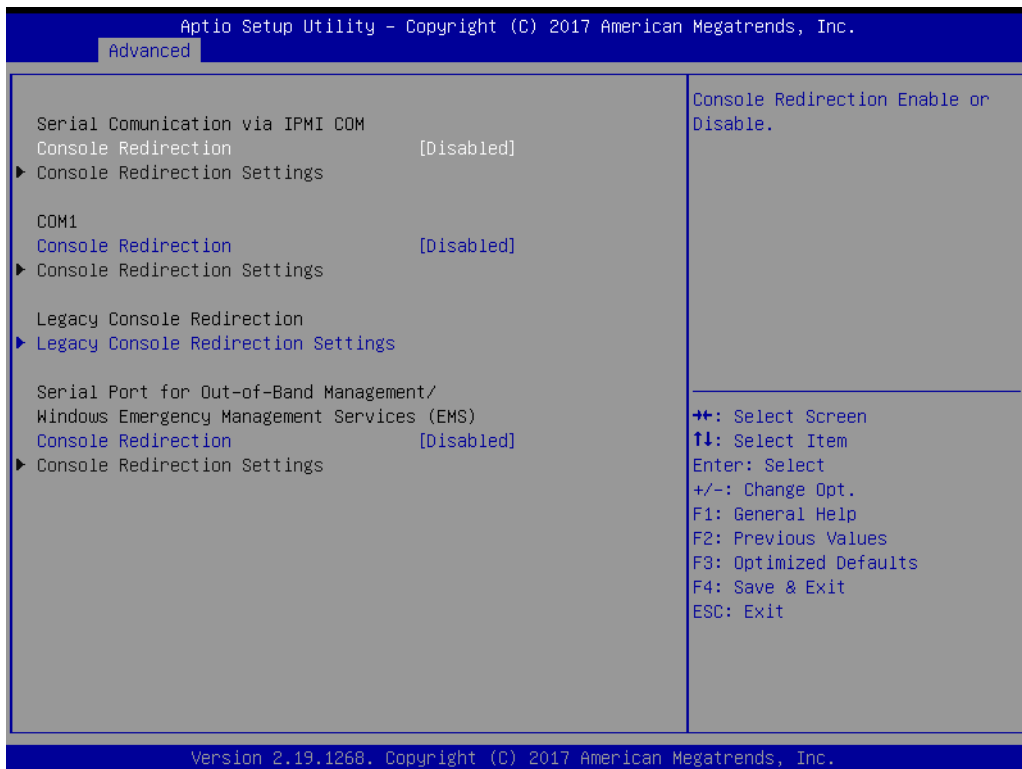 Aptio Setup Utility – Copyright (C) 2017 American Megatrends, Inc.
Advanced
Serial Comunication via IPMI COM
Console Redirection [Disabled]
▶ Console Redirection Settings
COM1
Console Redirection [Disabled]
▶ Console Redirection Settings
Legacy Console Redirection
▶ Legacy Console Redirection Settings
Serial Port for Out-of-Band Management/
Windows Emergency Management Services (EMS)
Console Redirection [Disabled]
▶ Console Redirection Settings
Console Redirection Enable or
Disable.
→←: Select Screen
↑↓: Select Item
Enter: Select
+/-: Change Opt.
F1: General Help
F2: Previous Values
F3: Optimized Defaults
F4: Save & Exit
ESC: Exit
Version 2.19.1268. Copyright (C) 2017 American Megatrends, Inc.